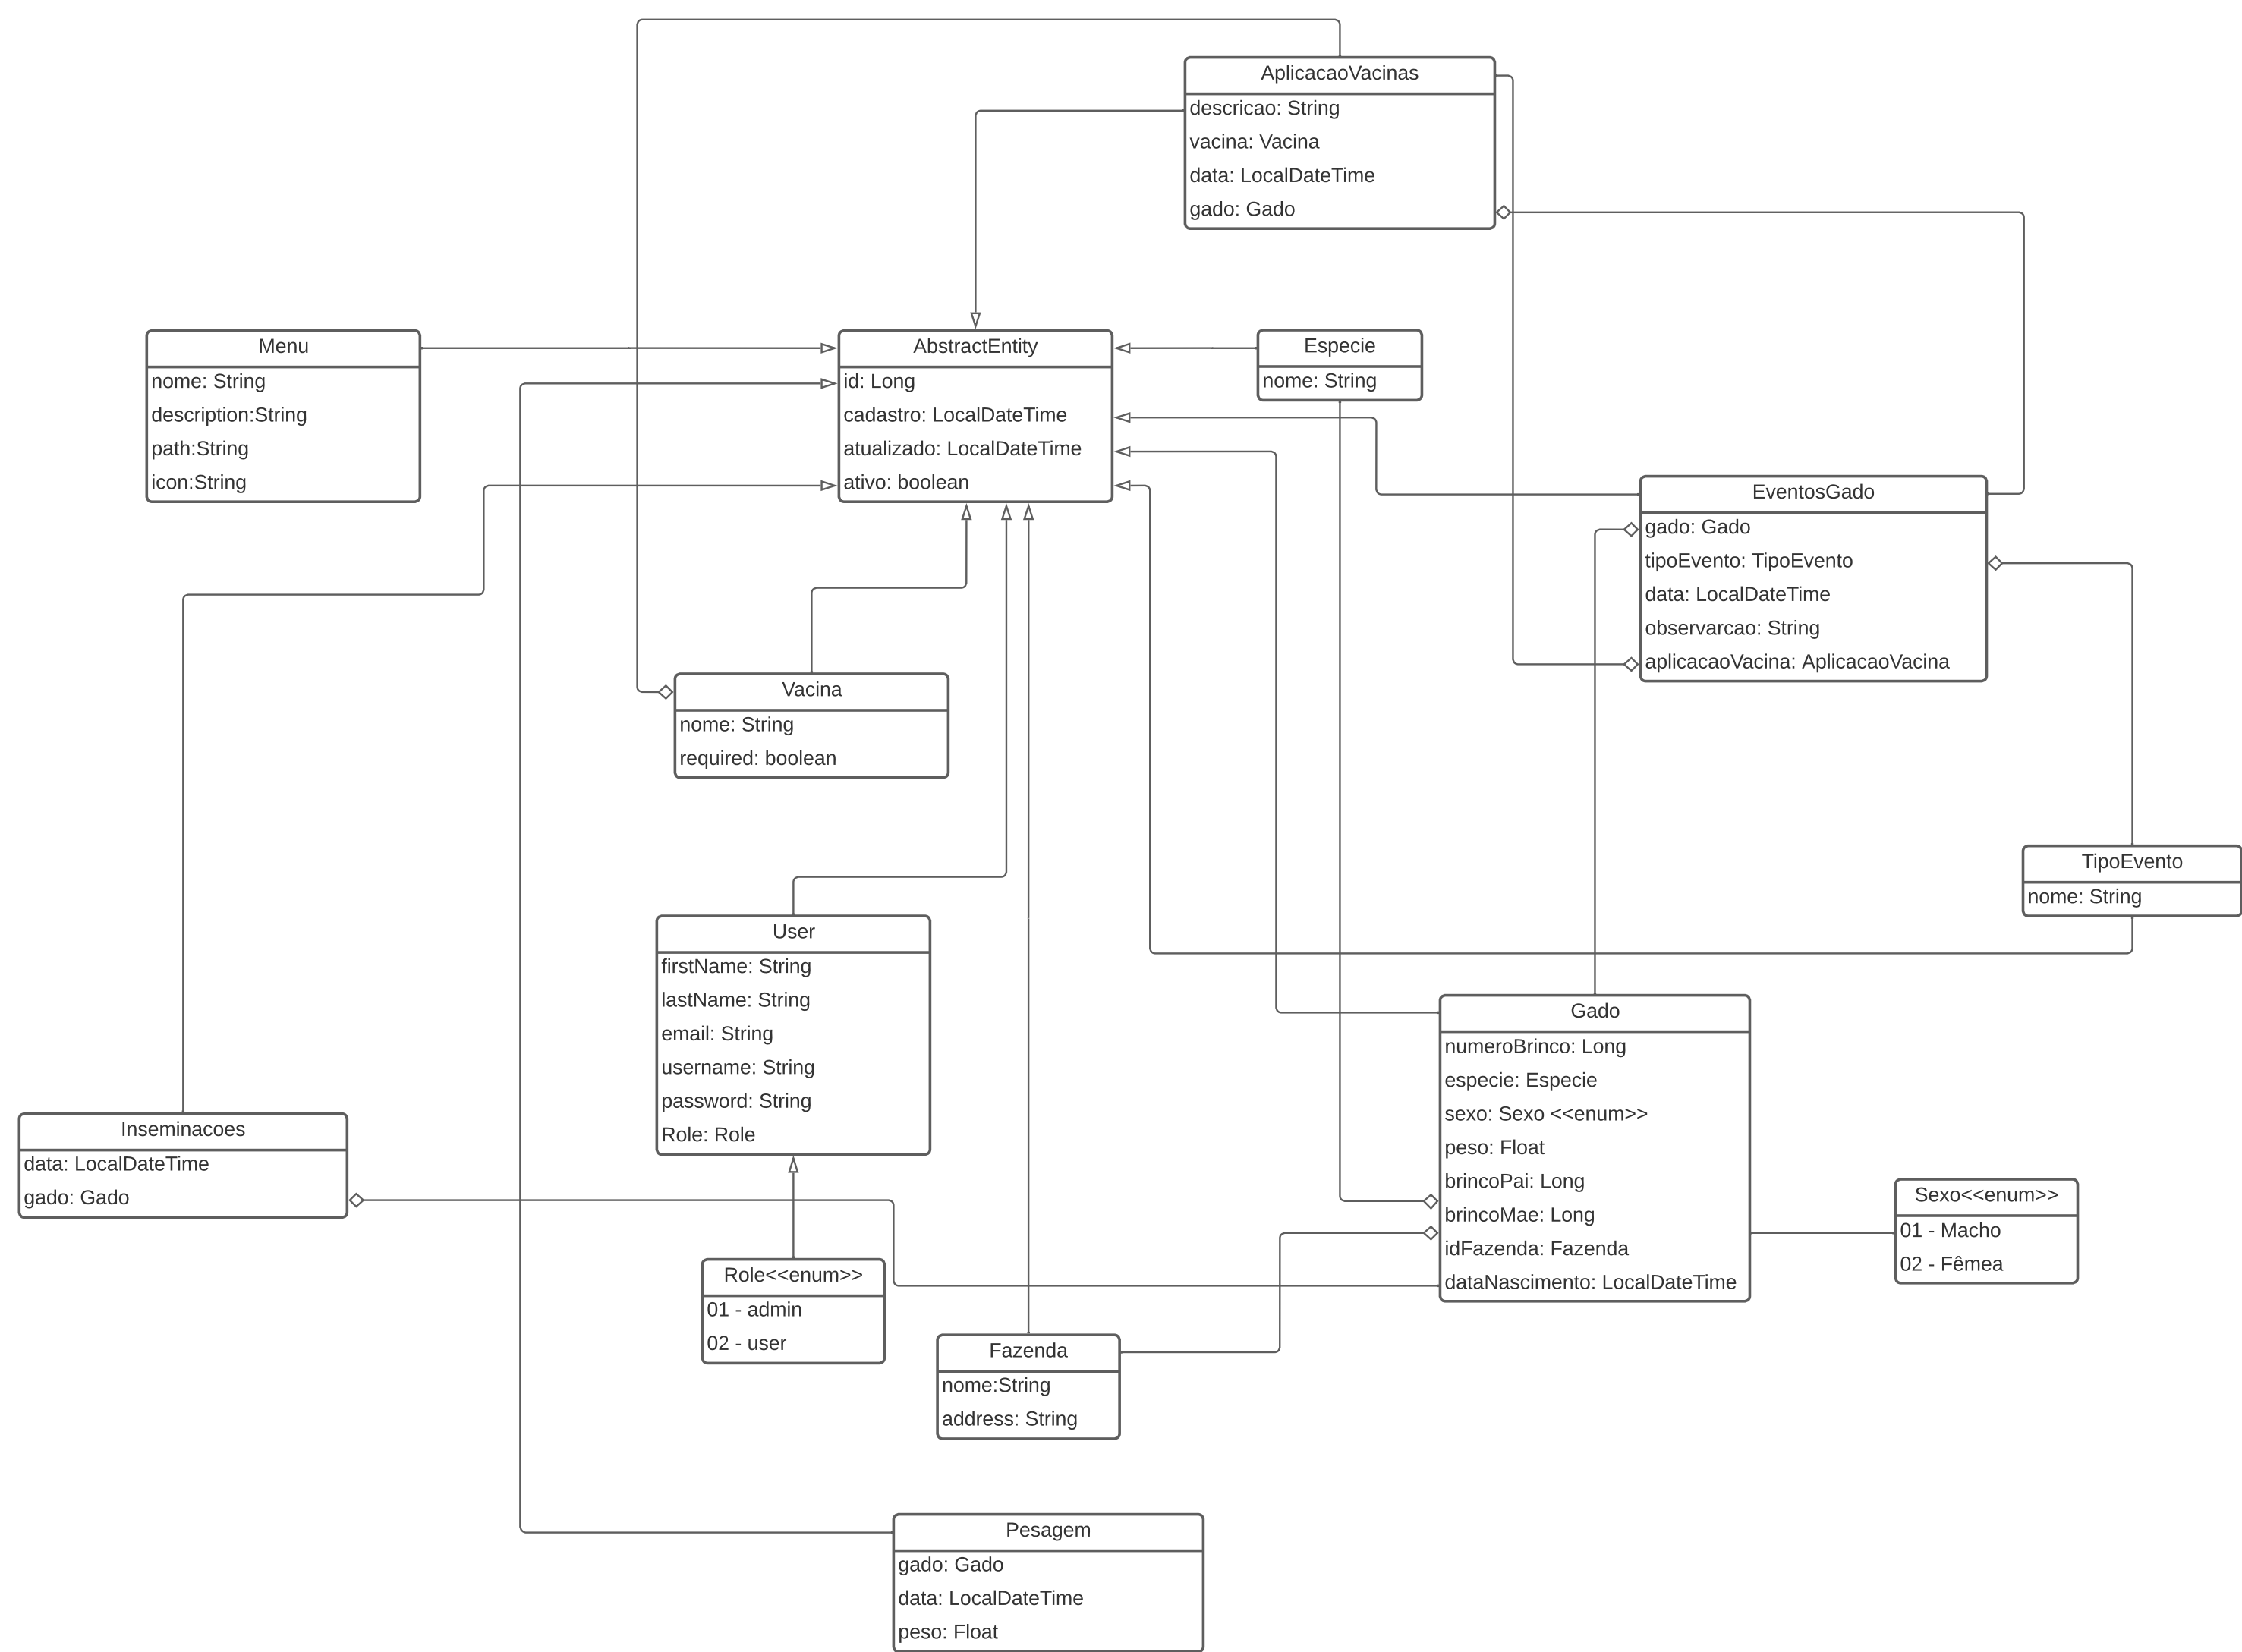 AplicacaoVacinas
descricao: String
vacina: Vacina
data: LocalDateTime
gado: Gado
Menu
nome: String
description:String
path:String
icon:String
AbstractEntity
id: Long
cadastro: LocalDateTime
atualizado: LocalDateTime
ativo: boolean
Especie
nome: String
EventosGado
gado: Gado
tipoEvento: TipoEvento
data: LocalDateTime
observarcao: String
aplicacaoVacina: AplicacaoVacina
Vacina
nome: String
required: boolean
TipoEvento
nome: String
User
firstName: String
lastName: String
email: String
username: String
password: String
Role: Role
Gado
numeroBrinco: Long
especie: Especie
sexo: Sexo <<enum>>
peso: Float
brincoPai: Long
brincoMae: Long
idFazenda: Fazenda
dataNascimento: LocalDateTime
Inseminacoes
data: LocalDateTime
gado: Gado
Sexo<<enum>>
01 - Macho
02 - Fêmea
Role<<enum>>
01 - admin
02 - user
Fazenda
nome:String
address: String
Pesagem
gado: Gado
data: LocalDateTime
peso: Float